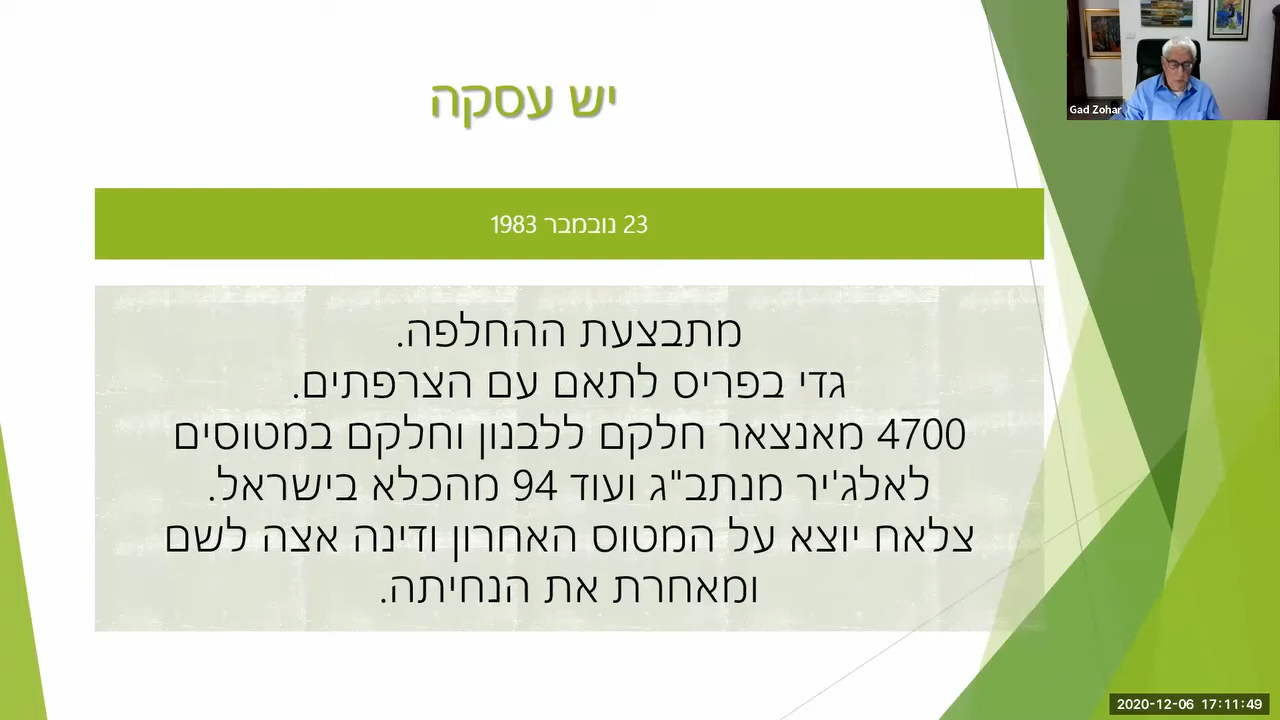 יש עסקה
Gad Zohar
23 נובמבר 1983
מתבצעת ההחלפה.
גדי בפריס לתאם עם הצרפתים.
4700 מאנצאר חלקם ללבנון וחלקם במטוסים
לאלג'יר מנתב"ג ועוד 94 מהכלא בישראל.
צלאח יוצא על המטוס האחרון ודינה אצה לשם
ומאחרת את הנחיתה.
2020-12-06 17:11:49